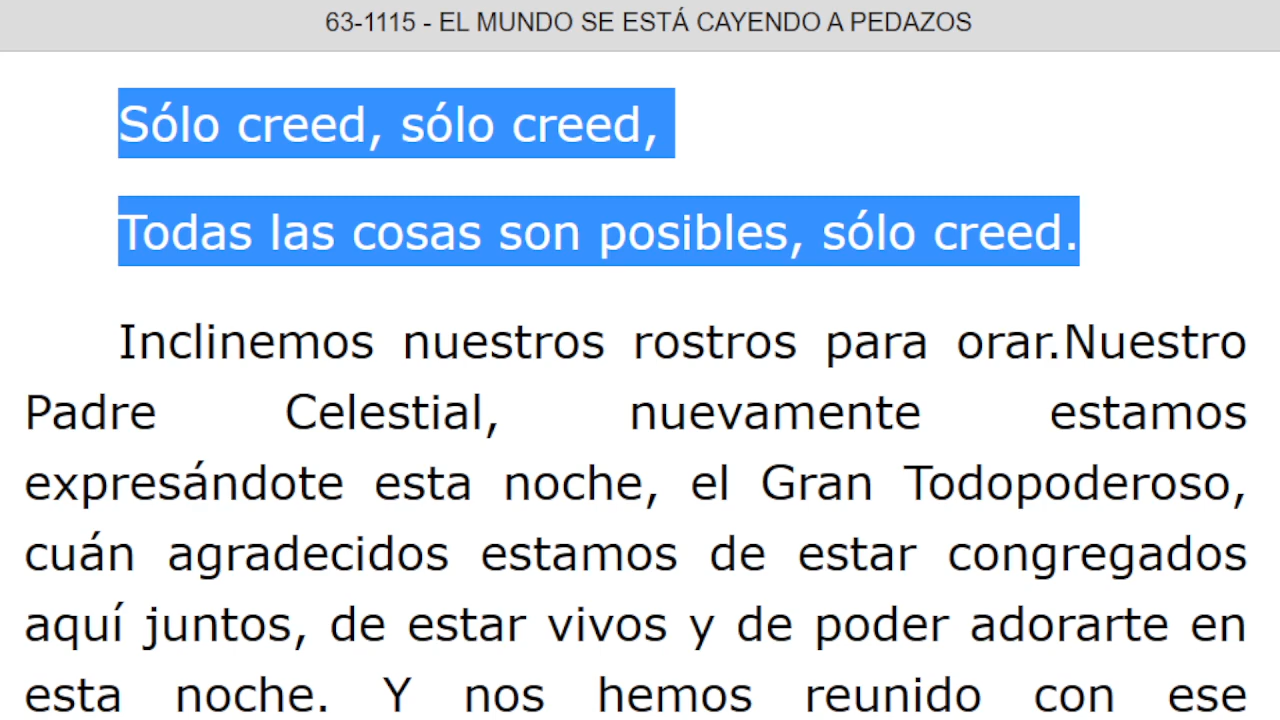 63-1115 - EL MUNDO SE ESTÁ CAYENDO A PEDAZOS
Sólo creed, sólo creed,
Todas las cosas son posibles, sólo creed.
Inclinemos nuestros rostros para orar.Nuestro
Padre Celestial, nuevamente estamos
expresándote esta noche, el Gran Todopoderoso,
cuán agradecidos estamos de estar congregados
aquí juntos, de estar vivos y de poder adorarte en
esta noche. Y nos hemos reunido con ese